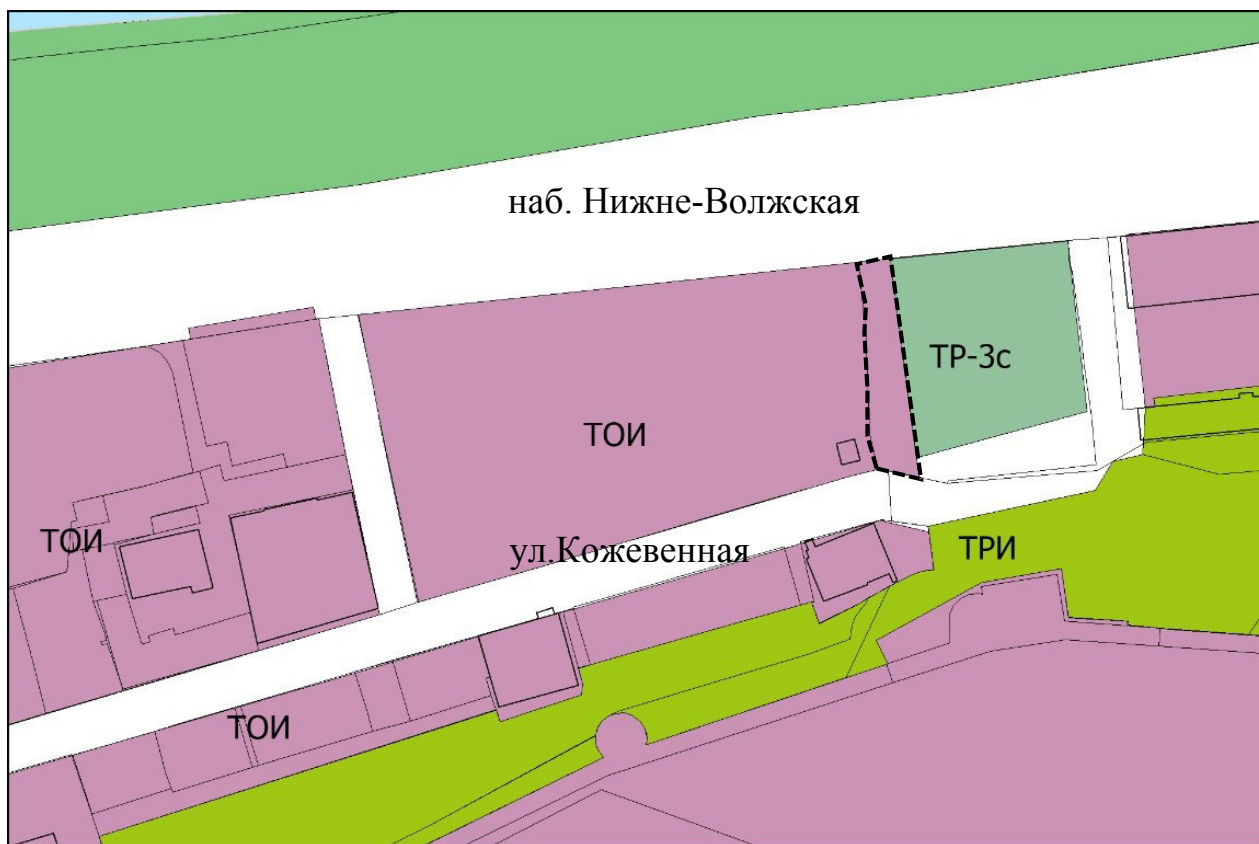 наб. Нижне-Волжская
ТР-3с
ТОИ
ТОИ
ул.Кожевенная
ТРИ
ТОИ